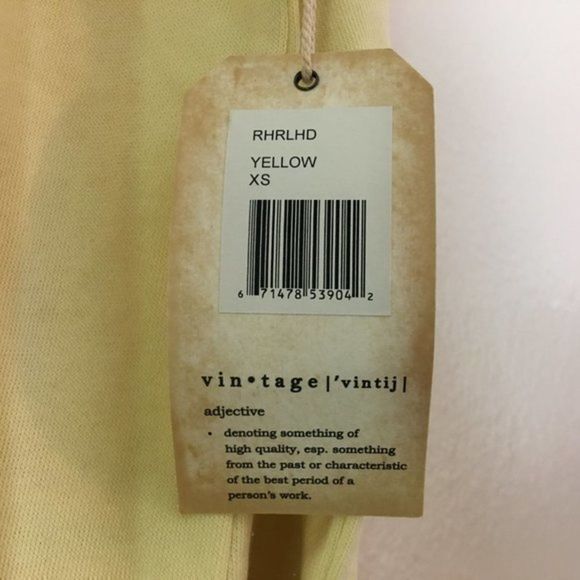 RHRLHD
YELLOW
XS
6 71478 53904 2
vin•tage |'vintij|
adjective
• denoting something of
high quality, esp. something
from the past or characteristic
of the best period of a
person's work.